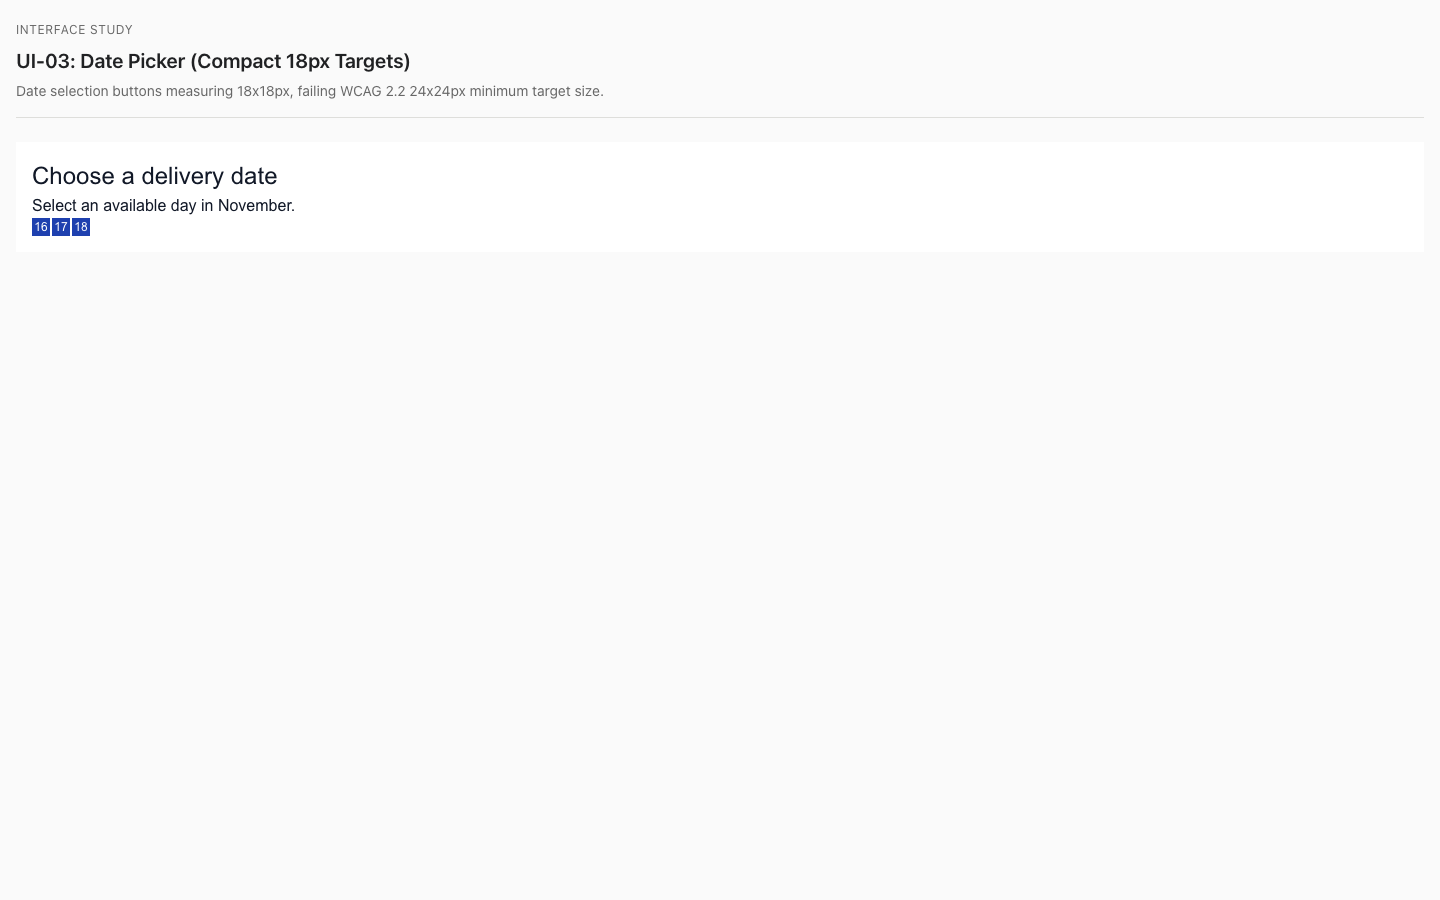 INTERFACE STUDY
UI-03: Date Picker (Compact 18px Targets)
Date selection buttons measuring 18x18px, failing WCAG 2.2 24x24px minimum target size.
Choose a delivery date
Select an available day in November.
16 17 18